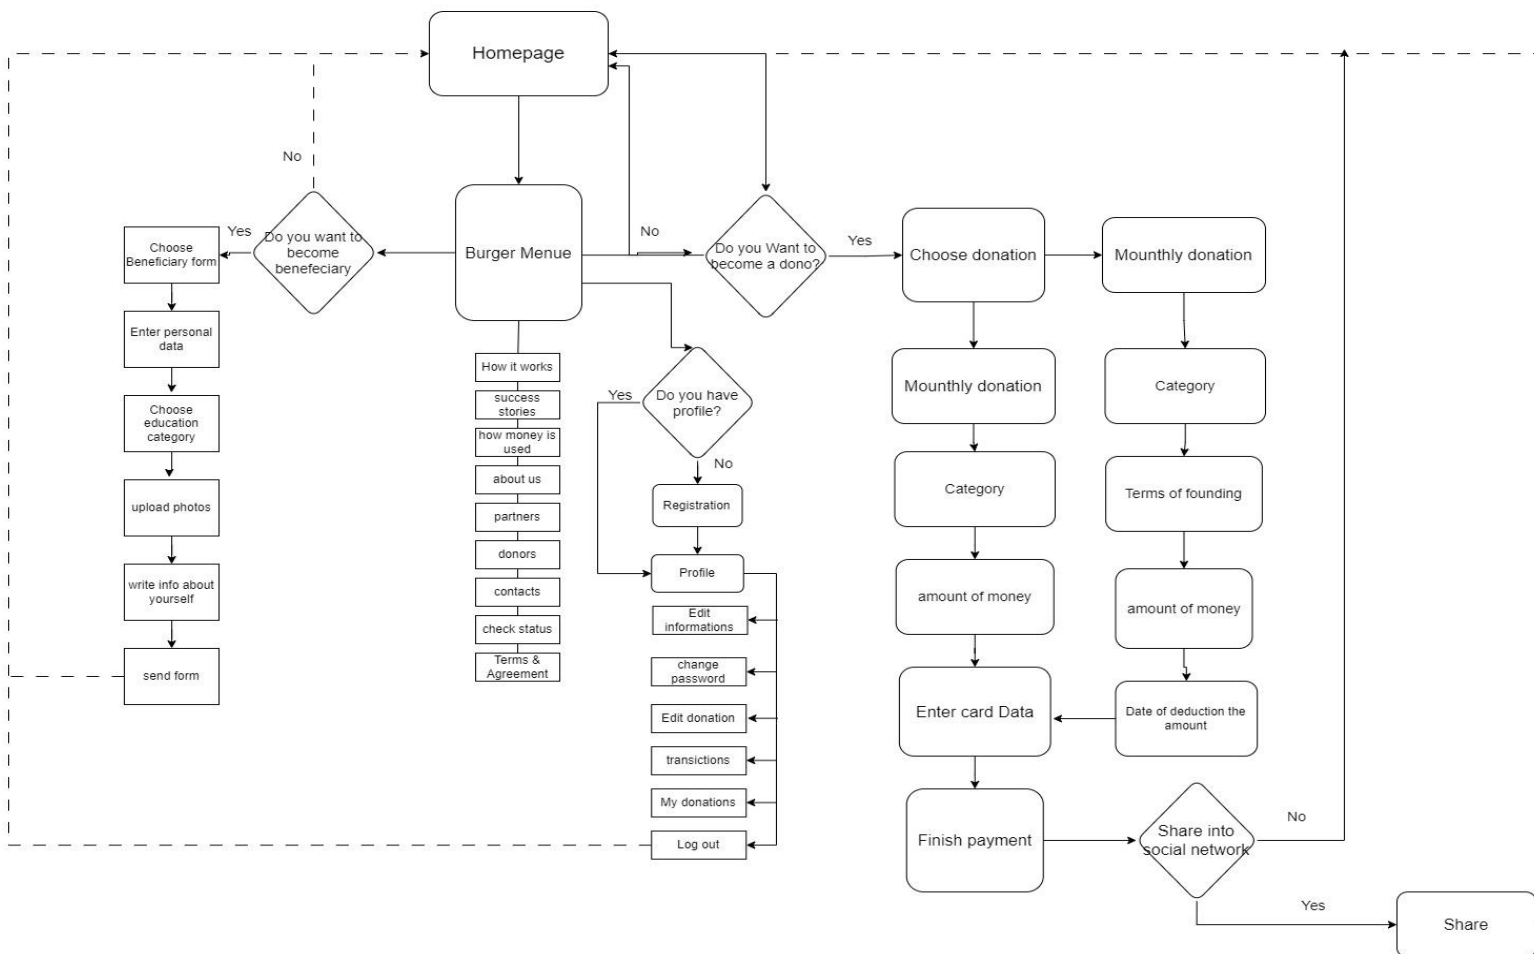 Homepage
No
Do you want to
become
benefeciary
Yes
Choose
Beneficiary form
Enter personal
data
Choose
education
category
upload photos
write info about
yourself
send form
Burger Menue
How it works
success
stories
how money is
used
about us
partners
donors
contacts
check status
Terms &
Agreement
No
Do you Want to
become a dono?
Yes
Do you have
profile?
Yes
No
Registration
Profile
Edit
informations
change
password
Edit donation
transictions
My donations
Log out
Choose donation
Mounthly donation
Mounthly donation
Category
Category
Terms of founding
amount of money
amount of money
Enter card Data
Date of deduction the
amount
Finish payment
Share into
social network
No
Yes
Share